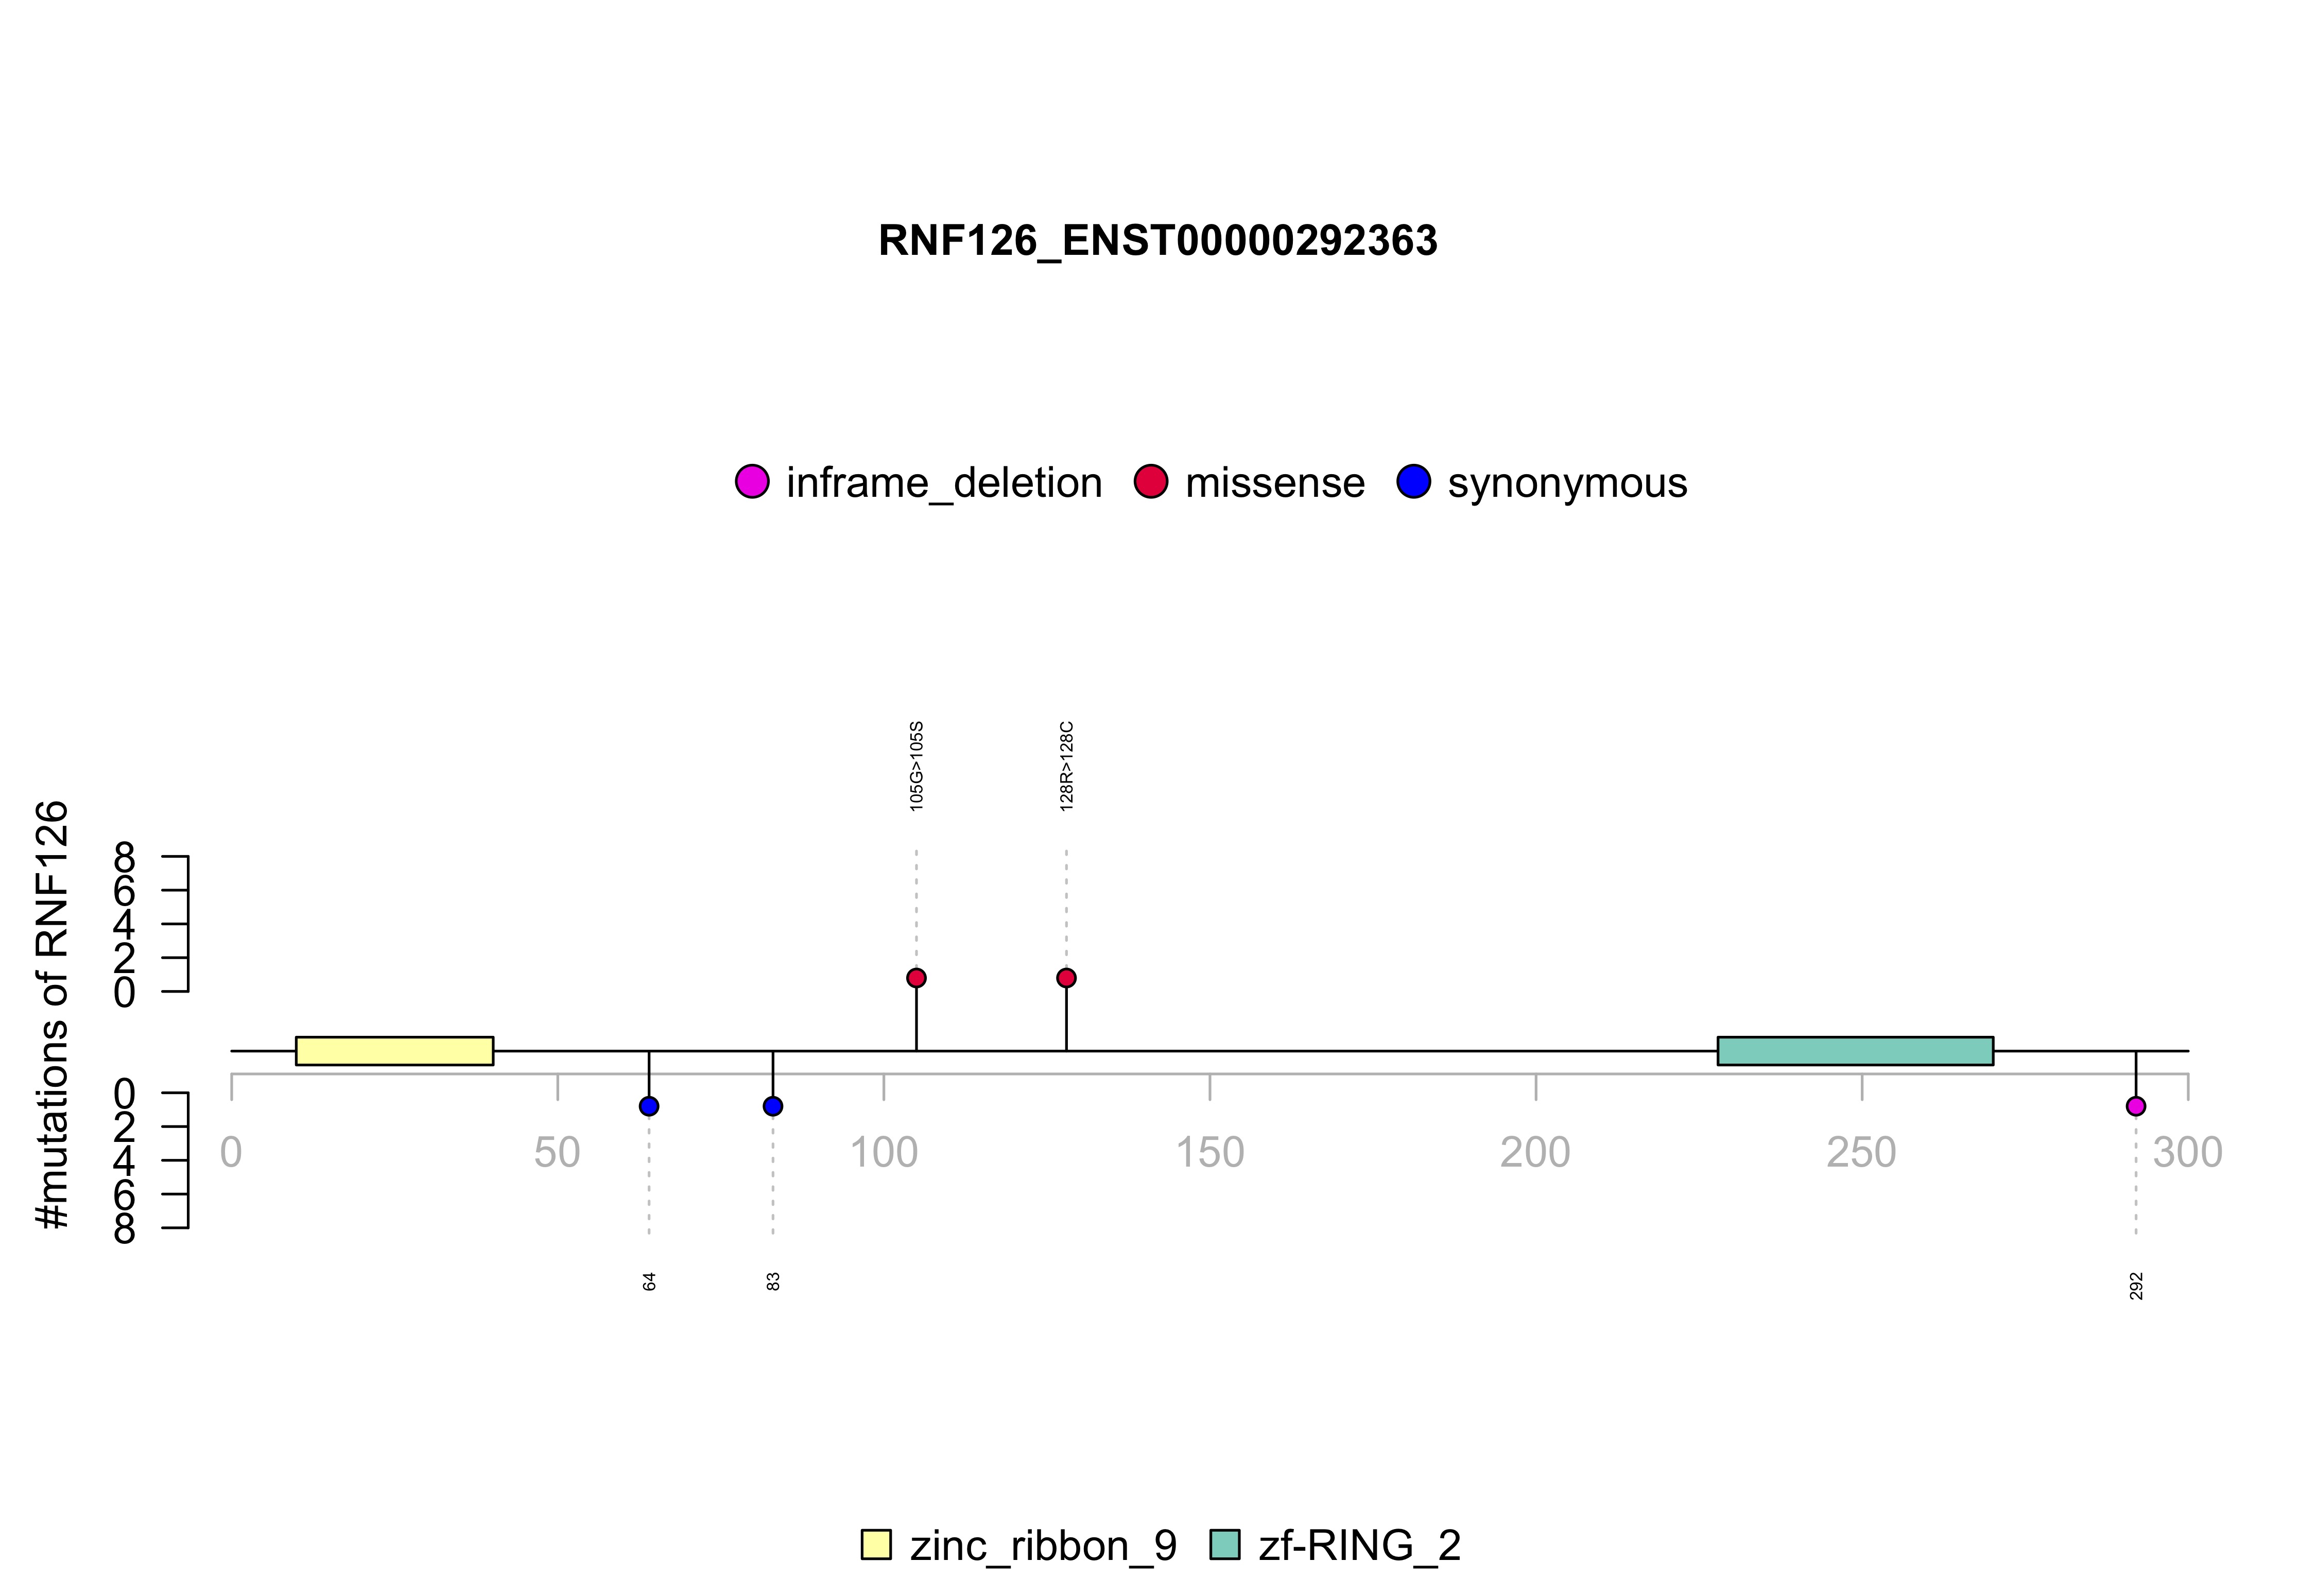 RNF126_ENST00000292363
inframe_deletion missense synonymous
105G>105S 128R>128C
#mutations of RNF126
8
6
4
2
0
0
2
4
6
8
0 50 100 150 200 250 300
64 83 292
zinc_ribbon_9 zf-RING_2